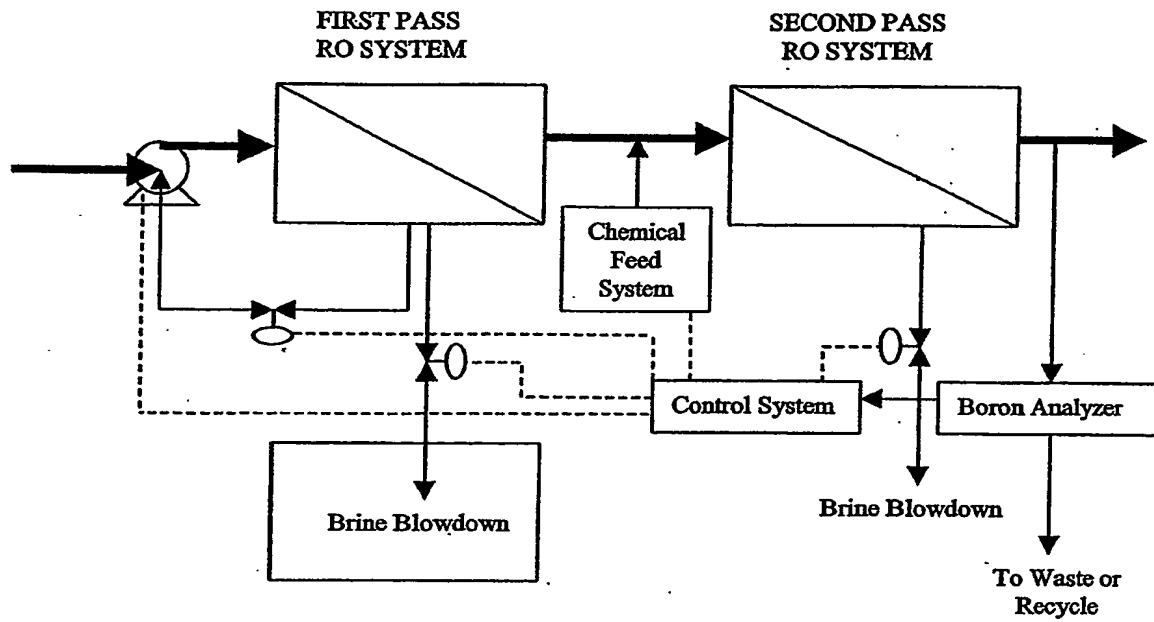 FIRST PASS
RO SYSTEM
SECOND PASS
RO SYSTEM
Chemical
Feed
System
Control System
Boron Analyzer
Brine Blowdown
Brine Blowdown
To Waste or
Recycle